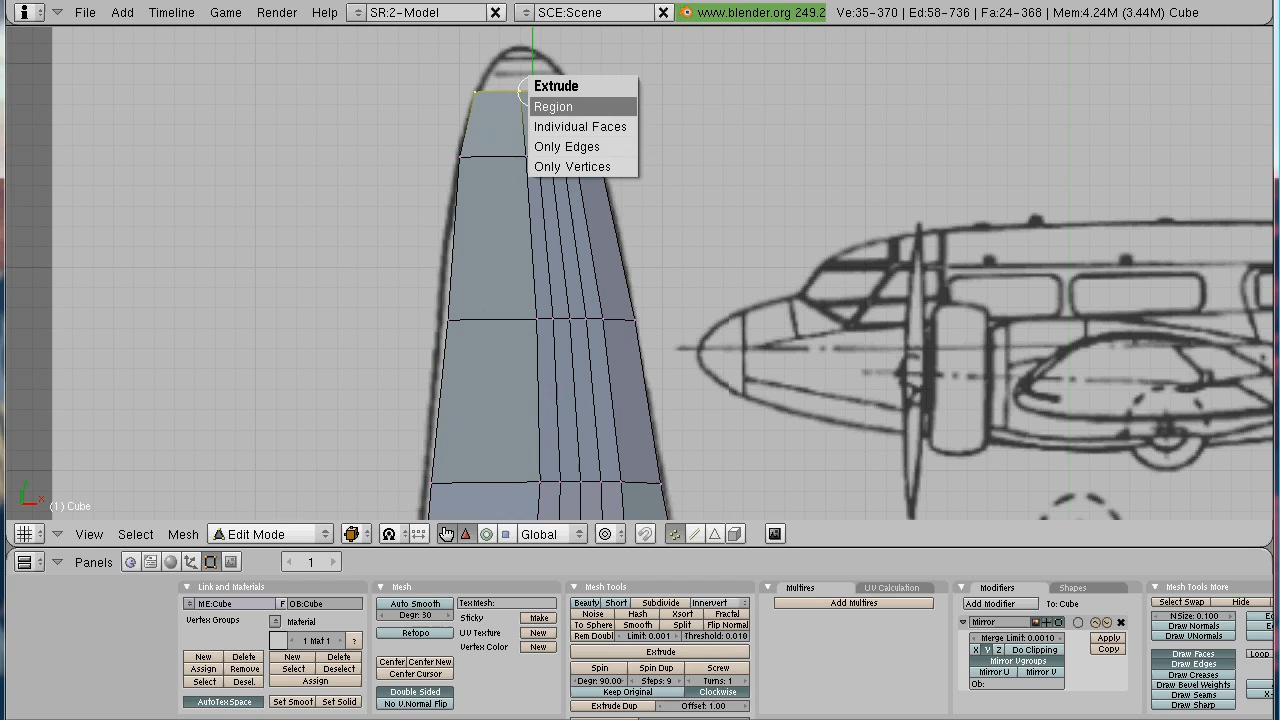 File Add Timeline Game Render Help SR:2-Model SCE:Scene www.blender.org 249.2 Ve:35-370 | Ed:58-736 | Fa:24-368 | Mem:4.24M (3.44M) Cube
Extrude
Region
Individual Faces
Only Edges
Only Vertices
x
(1) Cube
View Select Mesh Edit Mode Global
Panels 1
Link and Materials Mesh Mesh Tools Multires UV Calculation Modifiers Shapes Mesh Tools More
ME:Cube F OB:Cube
Vertex Groups
Material
1 Mat 1 ?
New Delete New Delete
Assign Remove Select Deselect
Select Desel. Assign
AutoTexSpace Set Smoot Set Solid
Auto Smooth TexMesh:
Degr: 30 Sticky Make
Retopo UV Texture New
Vertex Color New
Center Center New
Center Cursor
Double Sided
No V.Normal Flip
Beauty Short Subdivide Innervert
Noise Hash Xsort Fractal
To Sphere Smooth Split Flip Normal
Rem Doubl Limit: 0.001 Threshold: 0.010
Extrude
Spin Spin Dup Screw
Degr: 90.00 Steps: 9 Turns: 1
Keep Original Clockwise
Extrude Dup Offset: 1.00
Add Multires
Add Modifier To: Cube
Mirror
Merge Limit: 0.0010 Apply
X Y Z Do Clipping Copy
Mirror Vgroups
Mirror U Mirror V
Ob:
Select Swap Hide
NSize: 0.100
Draw Normals
Draw VNormals
Draw Faces Loop
Draw Edges
Draw Creases
Draw Bevel Weights
Draw Seams
Draw Sharp